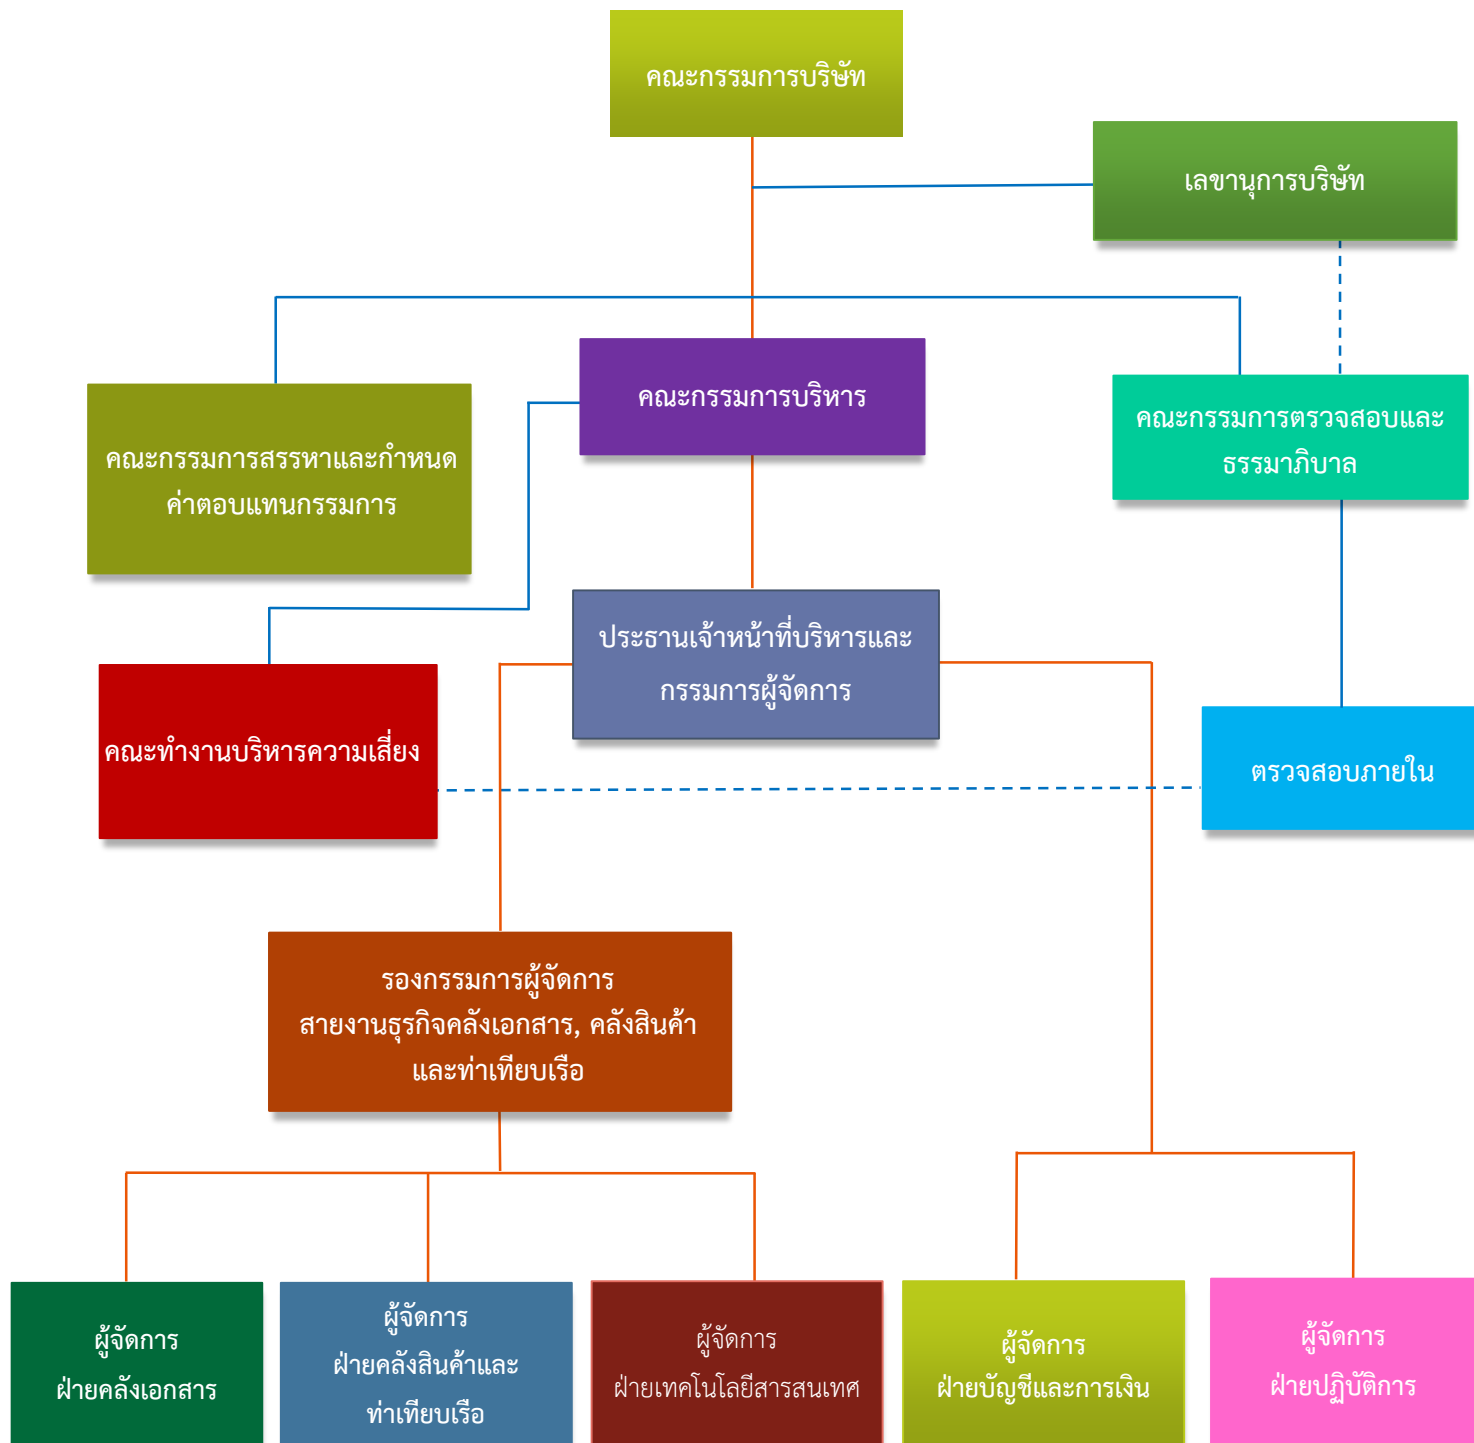 คณะกรรมการบริษัท
เลขานุการบริษัท
คณะกรรมการบริหาร
คณะกรรมการตรวจสอบและ
ธรรมาภิบาล
คณะกรรมการสรรหาและกำหนด
ค่าตอบแทนกรรมการ
ประธานเจ้าหน้าที่บริหารและ
กรรมการผู้จัดการ
คณะทำงานบริหารความเสี่ยง
ตรวจสอบภายใน
รองกรรมการผู้จัดการ
สายงานธุรกิจคลังเอกสาร, คลังสินค้า
และท่าเทียบเรือ
ผู้จัดการ
ฝ่ายคลังเอกสาร
ผู้จัดการ
ฝ่ายคลังสินค้าและ
ท่าเทียบเรือ
ผู้จัดการ
ฝ่ายเทคโนโลยีสารสนเทศ
ผู้จัดการ
ฝ่ายบัญชีและการเงิน
ผู้จัดการ
ฝ่ายปฏิบัติการ